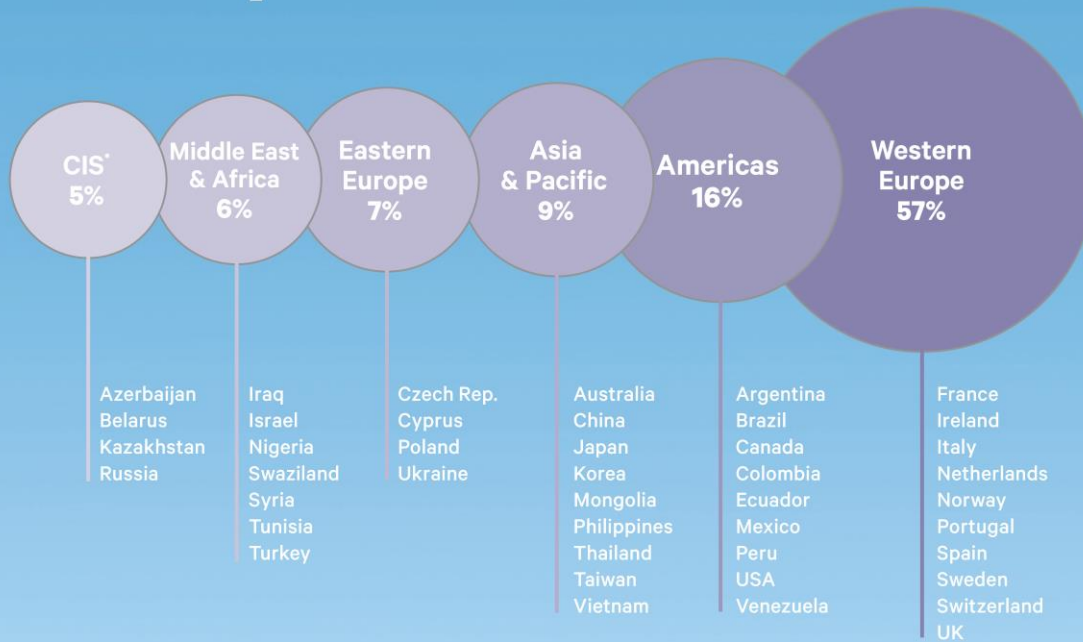 CIS*
5%
Middle East
& Africa
6%
Eastern
Europe
7%
Asia
& Pacific
9%
Americas
16%
Western
Europe
57%
Azerbaijan
Belarus
Kazakhstan
Russia
Iraq
Israel
Nigeria
Swaziland
Syria
Tunisia
Turkey
Czech Rep.
Cyprus
Poland
Ukraine
Australia
China
Japan
Korea
Mongolia
Philippines
Thailand
Taiwan
Vietnam
Argentina
Brazil
Canada
Colombia
Ecuador
Mexico
Peru
USA
Venezuela
France
Ireland
Italy
Netherlands
Norway
Portugal
Spain
Sweden
Switzerland
UK